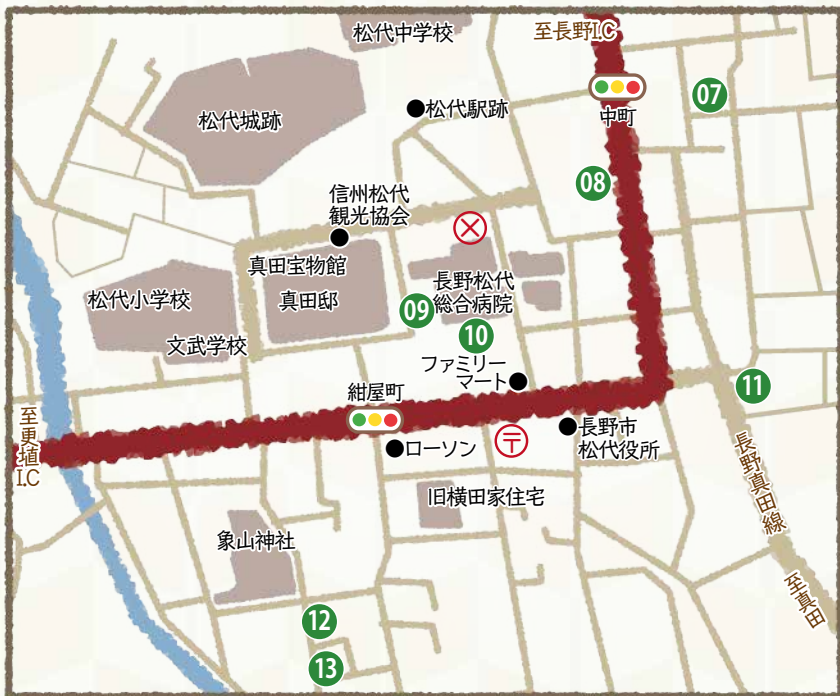 松代中学校
至長野I.C
中町
07
松代城跡
松代駅跡
08
信州松代
観光協会
真田宝物館
真田邸
長野松代
総合病院
松代小学校
文武学校
09
10
ファミリー
マート
紺屋町
11
至更埴I.C
ローソン
〒
長野市
松代役所
長野真田線
旧横田家住宅
象山神社
至真田
12
13